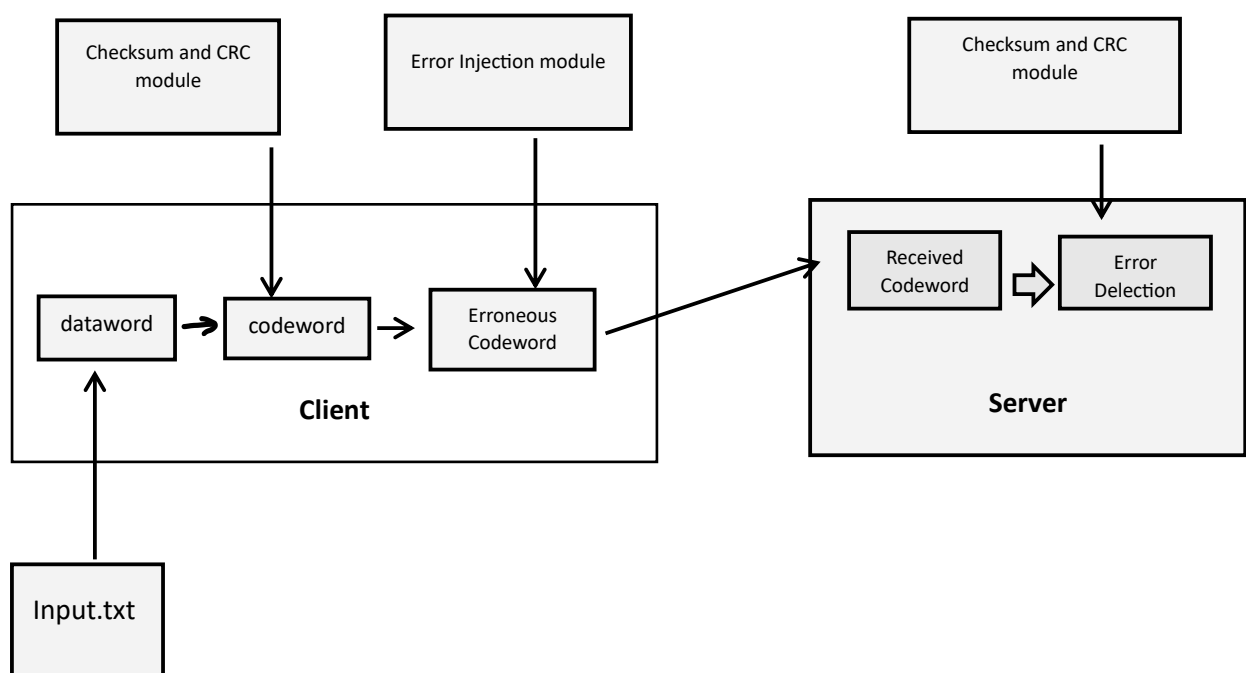 Checksum and CRC
module
Error Injection module
Checksum and CRC
module
dataword
codeword
Erroneous
Codeword
Received
Codeword
Error
Delection
Client
Server
Input.txt